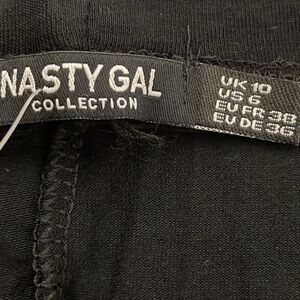 NASTY GAL
COLLECTION
UK 10
US 6
EU FR 38
EU DE 36